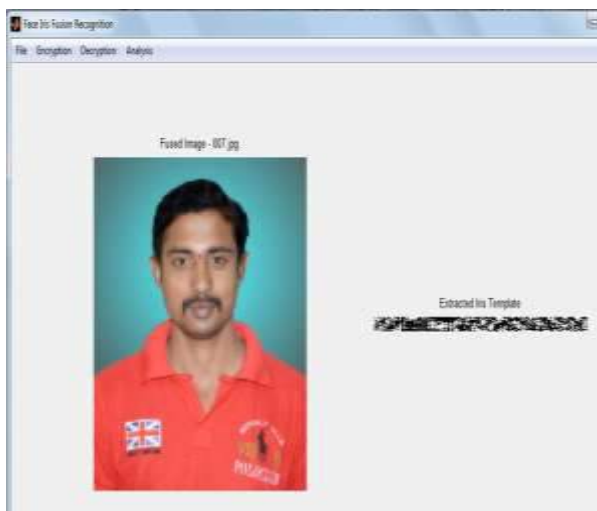 Face Iris Fusion Recognition
File Encryption Decryption Analysis
Fused Image - 007.jpg
Extracted Iris Template